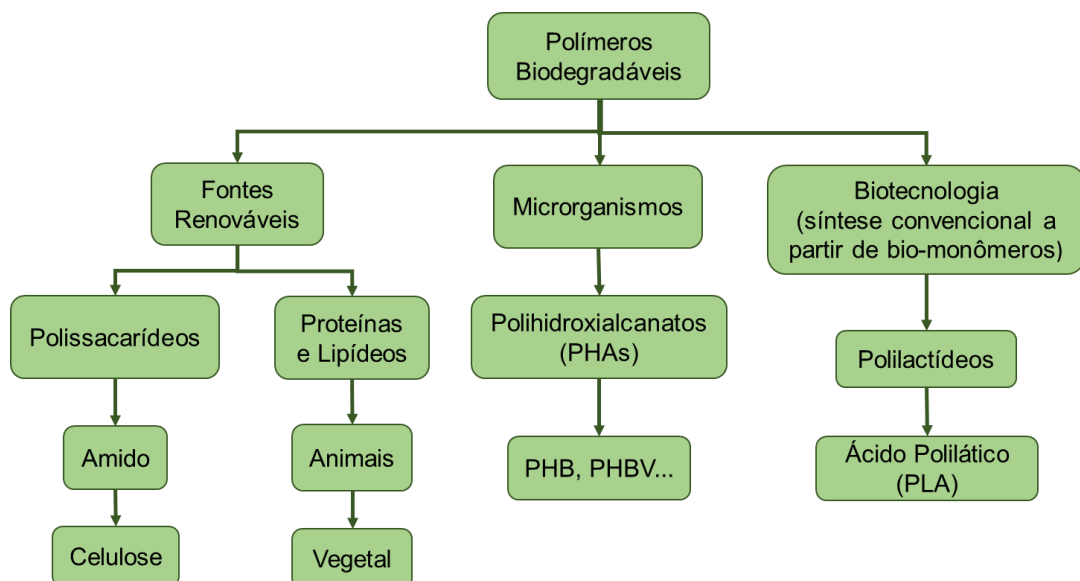 Polímeros
Biodegradáveis
Fontes
Renováveis
Microrganismos
Biotecnologia
(síntese convencional a
partir de bio-monômeros)
Polissacarídeos
Proteínas
e Lipídeos
Polihidroxialcanatos
(PHAs)
Polilactídeos
Amido
Animais
PHB, PHBV...
Ácido Polilático
(PLA)
Celulose
Vegetal